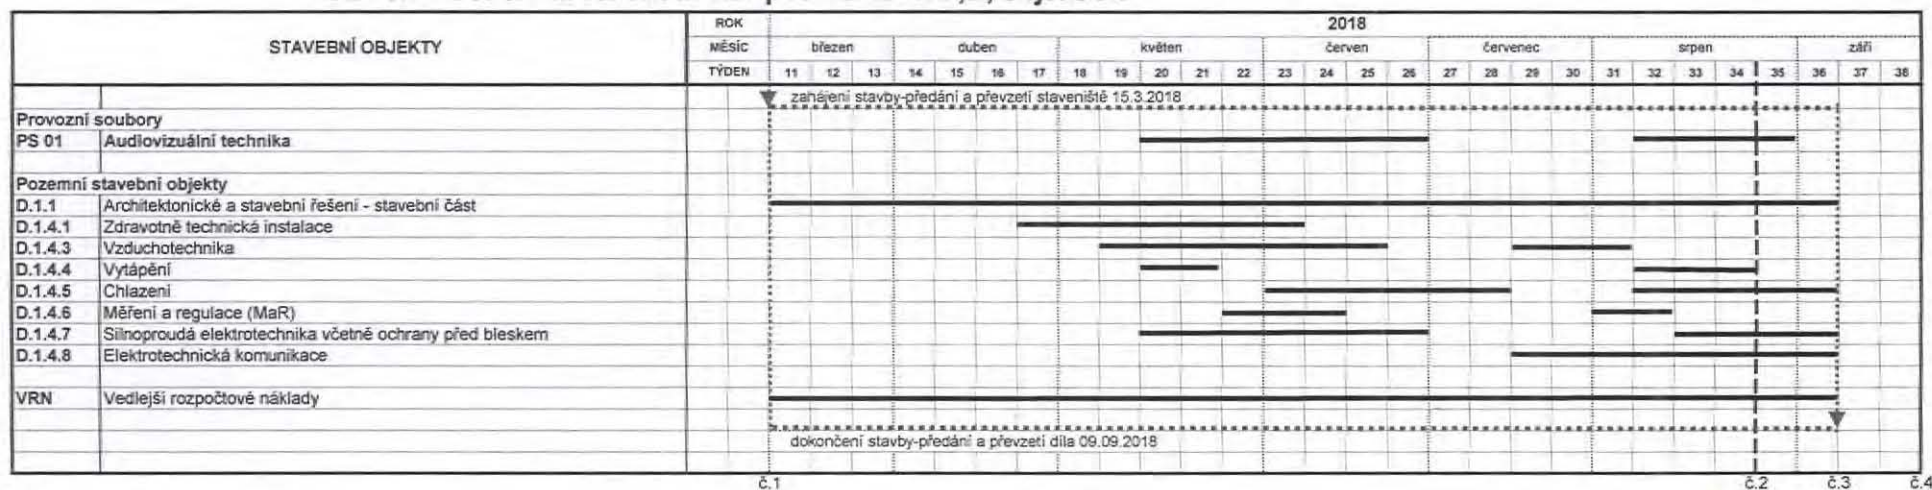 ROK 2018
STAVEBNÍ OBJEKTY
MĚSÍC březen duben květen červen červenec srpen září
TÝDEN 11 12 13 14 15 16 17 18 19 20 21 22 23 24 25 26 27 28 29 30 31 32 33 34 35 36 37 38
zahájení stavby-předání a převzetí staveniště 15.3.2018
Provozní soubory
PS 01 Audiovizuální technika
Pozemní stavební objekty
D.1.1 Architektonické a stavební řešení - stavební část
D.1.4.1 Zdravotně technická instalace
D.1.4.3 Vzduchotechnika
D.1.4.4 Vytápění
D.1.4.5 Chlazení
D.1.4.6 Měření a regulace (MaR)
D.1.4.7 Silnoproudá elektrotechnika včetně ochrany před bleskem
D.1.4.8 Elektrotechnická komunikace
VRN Vedlejší rozpočtové náklady
dokončení stavby-předání a převzetí díla 09.09.2018
č.1 č.2 č.3 č.4